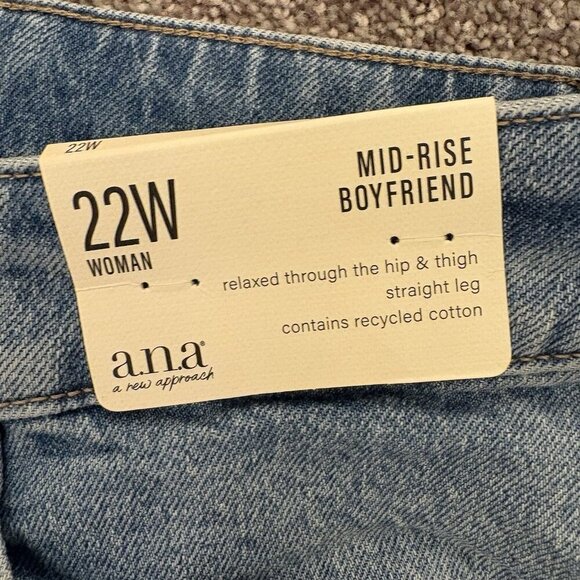 22W
22W
WOMAN
MID-RISE
BOYFRIEND
relaxed through the hip & thigh
straight leg
contains recycled cotton
a.n.a®
a new approach